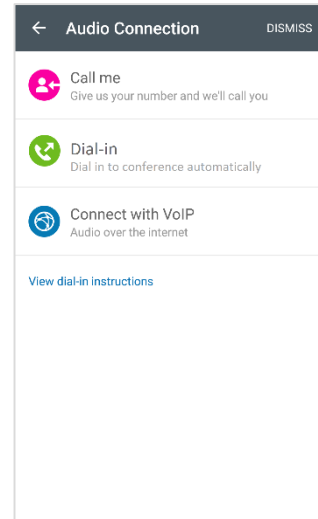 Audio Connection DISMISS
Call me
Give us your number and we'll call you
Dial-in
Dial in to conference automatically
Connect with VoIP
Audio over the internet
View dial-in instructions